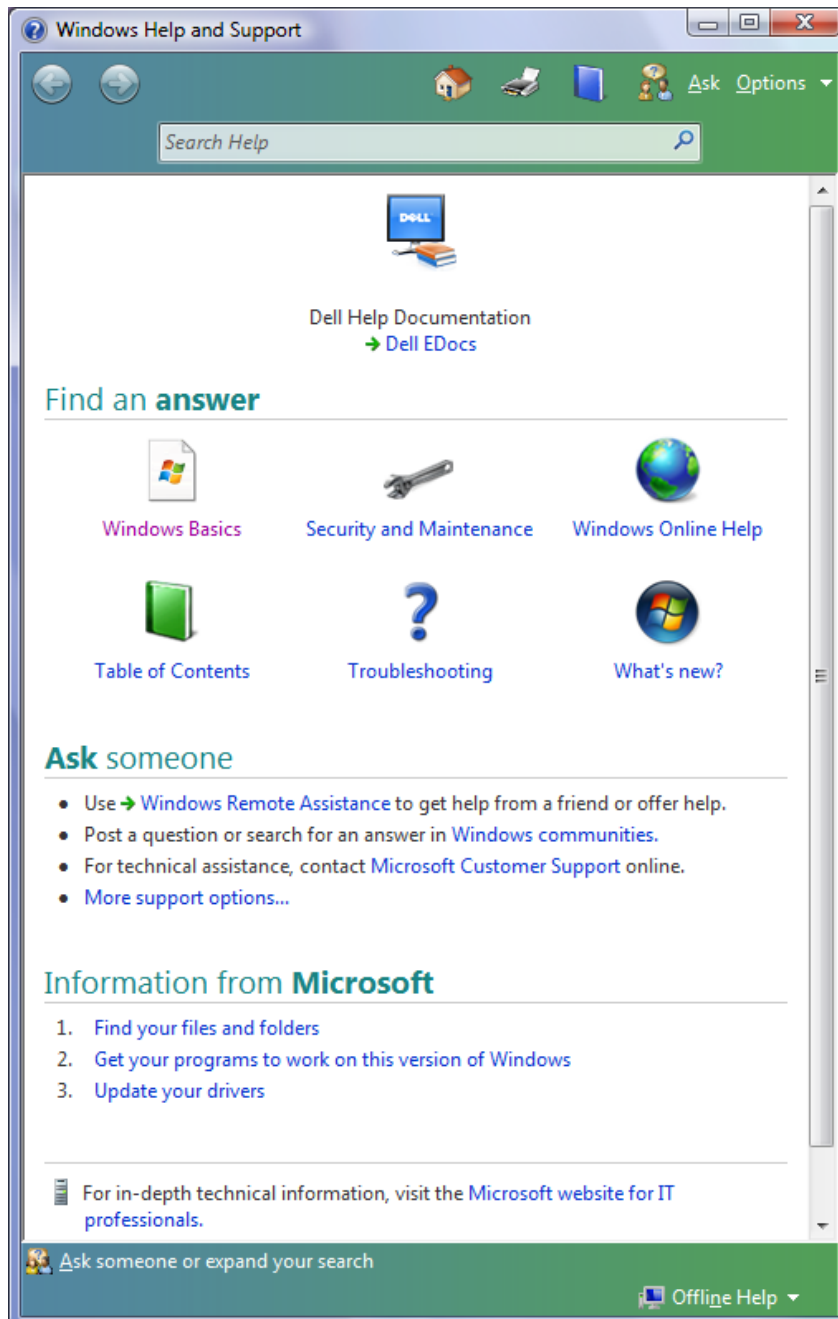 Windows Help and Support
Ask Options
Search Help
DELL
Dell Help Documentation
Dell EDocs
Find an answer
Windows Basics Security and Maintenance Windows Online Help
Table of Contents Troubleshooting What's new?
Ask someone
• Use Windows Remote Assistance to get help from a friend or offer help.
• Post a question or search for an answer in Windows communities.
• For technical assistance, contact Microsoft Customer Support online.
• More support options...
Information from Microsoft
1. Find your files and folders
2. Get your programs to work on this version of Windows
3. Update your drivers
For in-depth technical information, visit the Microsoft website for IT
professionals.
Ask someone or expand your search
Offline Help